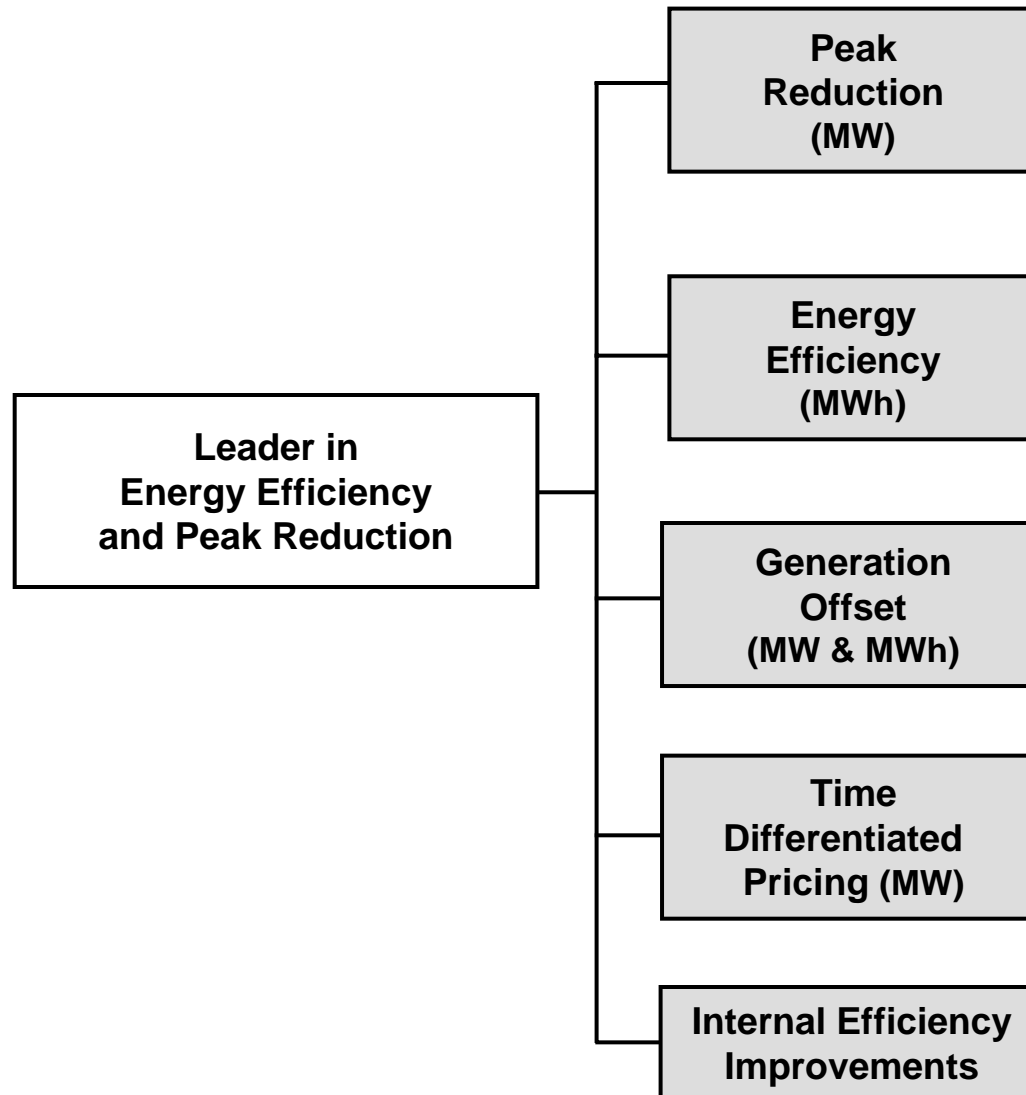 Peak
Reduction
(MW)
Energy
Efficiency
(MWh)
Leader in
Energy Efficiency
and Peak Reduction
Generation
Offset
(MW & MWh)
Time
Differentiated
Pricing (MW)
Internal Efficiency
Improvements